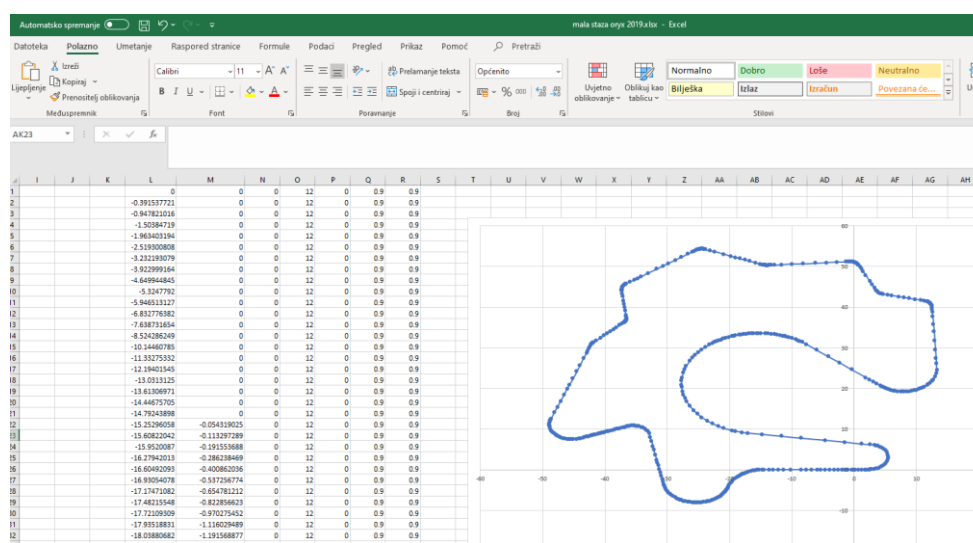 Automatsko spremanje mala staza oryx 2019.xlsx - Excel
Datoteka Polazno Umetanje Raspored stranice Formule Podaci Pregled Prikaz Pomoć Pretraži
Lijepljenje Izreži Kopiraj Prenositelj oblikovanja
Calibri 11 A A
B I U A
Prelamanje teksta
Spoji i centriraj
Općenito
% 000
Uvjetno oblikovanje
Oblikuj kao tablicu
Normalno Dobro Loše Neutralno
Bilješka Izlaz Izračun Povezana će...
Međuspremnik Font Poravnanje Broj Stilovi
AK23 fx
I J K L M N O P Q R S T U V W X Y Z AA AB AC AD AE AF AG AH
0 0 0 12 0 0.9 0.9
-0.391537721 0 0 12 0 0.9 0.9
-0.947821016 0 0 12 0 0.9 0.9
-1.50384719 0 0 12 0 0.9 0.9
-1.963403194 0 0 12 0 0.9 0.9
-2.519300808 0 0 12 0 0.9 0.9
-3.232193079 0 0 12 0 0.9 0.9
-3.922999164 0 0 12 0 0.9 0.9
-4.649944845 0 0 12 0 0.9 0.9
-5.3247792 0 0 12 0 0.9 0.9
-5.946513127 0 0 12 0 0.9 0.9
-6.832776382 0 0 12 0 0.9 0.9
-7.638731654 0 0 12 0 0.9 0.9
-8.524286249 0 0 12 0 0.9 0.9
-10.14460785 0 0 12 0 0.9 0.9
-11.33275332 0 0 12 0 0.9 0.9
-12.19401545 0 0 12 0 0.9 0.9
-13.0313125 0 0 12 0 0.9 0.9
-13.61306971 0 0 12 0 0.9 0.9
-14.44675705 0 0 12 0 0.9 0.9
-14.79243898 0 0 12 0 0.9 0.9
-15.25296058 -0.054319025 0 12 0 0.9 0.9
-15.60822042 -0.113297289 0 12 0 0.9 0.9
-15.9520087 -0.191553688 0 12 0 0.9 0.9
-16.27942013 -0.286238469 0 12 0 0.9 0.9
-16.60492093 -0.400862036 0 12 0 0.9 0.9
-16.93054078 -0.537256774 0 12 0 0.9 0.9
-17.17471082 -0.654781212 0 12 0 0.9 0.9
-17.48215548 -0.822856623 0 12 0 0.9 0.9
-17.72109309 -0.970275452 0 12 0 0.9 0.9
-17.93518831 -1.116029489 0 12 0 0.9 0.9
-18.03880682 -1.191568877 0 12 0 0.9 0.9
60
50
40
30
20
10
-60 -50 -40 -30 -20 -10 0 10
-10